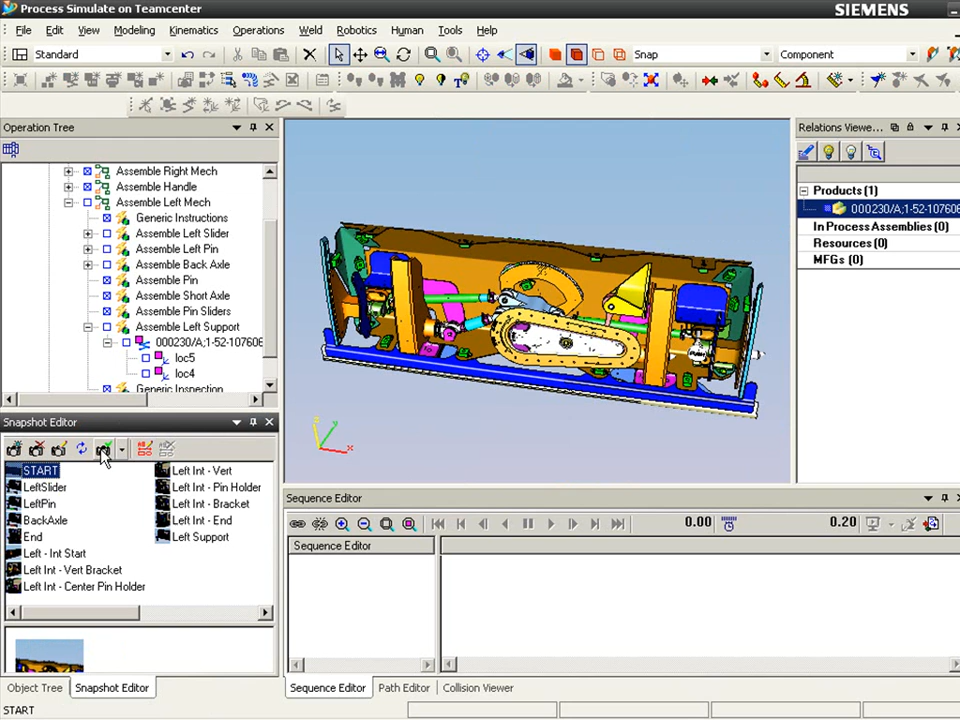 Process Simulate on Teamcenter
SIEMENS
File Edit View Modeling Kinematics Operations Weld Robotics Human Tools Help
Standard
Snap
Component
Operation Tree
Relations Viewe...
Assemble Right Mech
Assemble Handle
Assemble Left Mech
Generic Instructions
Assemble Left Slider
Assemble Left Pin
Assemble Back Axle
Assemble Pin
Assemble Short Axle
Assemble Pin Sliders
Assemble Left Support
000230/A;1-52-107608
loc5
loc4
Generic Inspection
Products (1)
000230/A;1-52-107608
In Process Assemblies (0)
Resources (0)
MFGs (0)
PUSH
Snapshot Editor
START
LeftSlider
LeftPin
BackAxle
End
Left - Int Start
Left Int - Vert Bracket
Left Int - Center Pin Holder
Left Int - Vert
Left Int - Pin Holder
Left Int - Bracket
Left Int - End
Left Support
Sequence Editor
0.00
0.20
Sequence Editor
Object Tree
Snapshot Editor
Sequence Editor
Path Editor
Collision Viewer
START